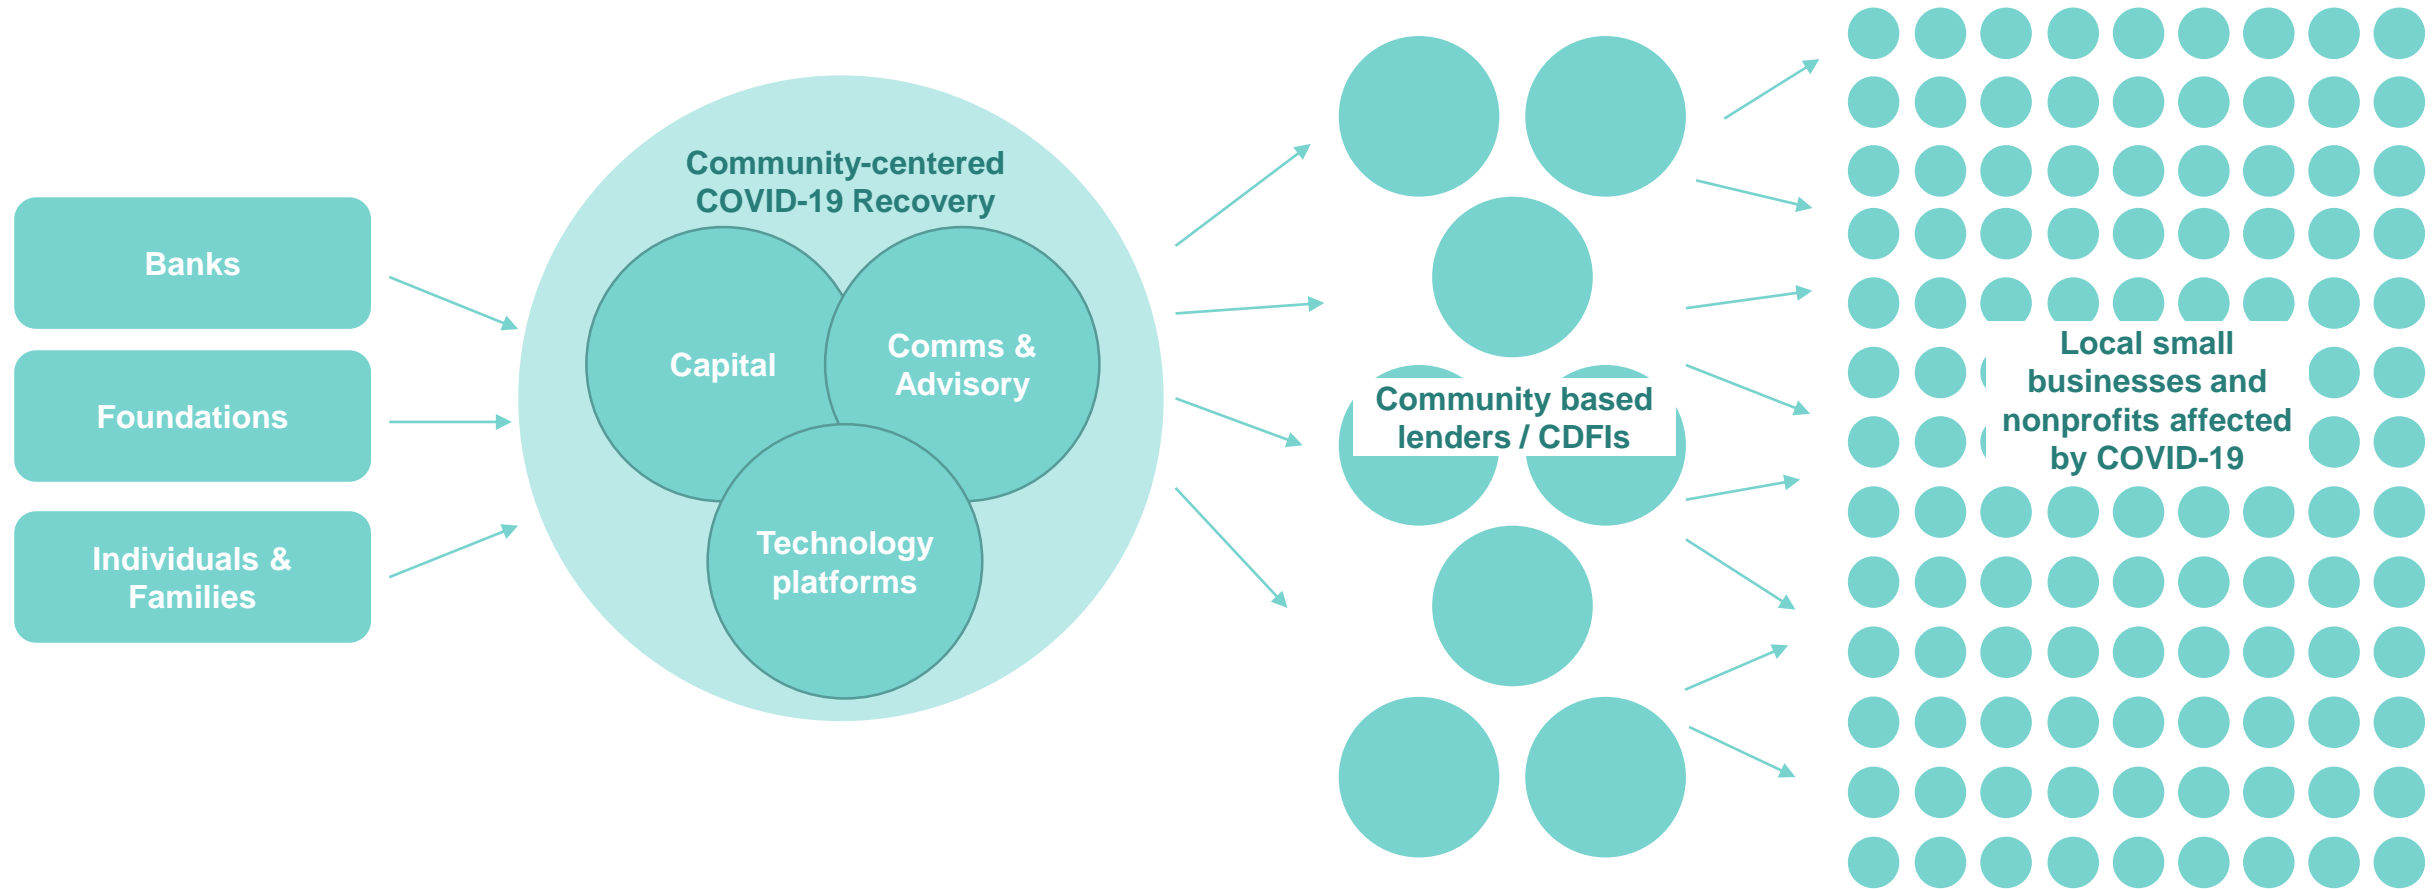 Banks
Foundations
Individuals &
Families
Community-centered
COVID-19 Recovery
Capital
Comms &
Advisory
Technology
platforms
Community based
lenders / CDFIs
Local small
businesses and
nonprofits affected
by COVID-19